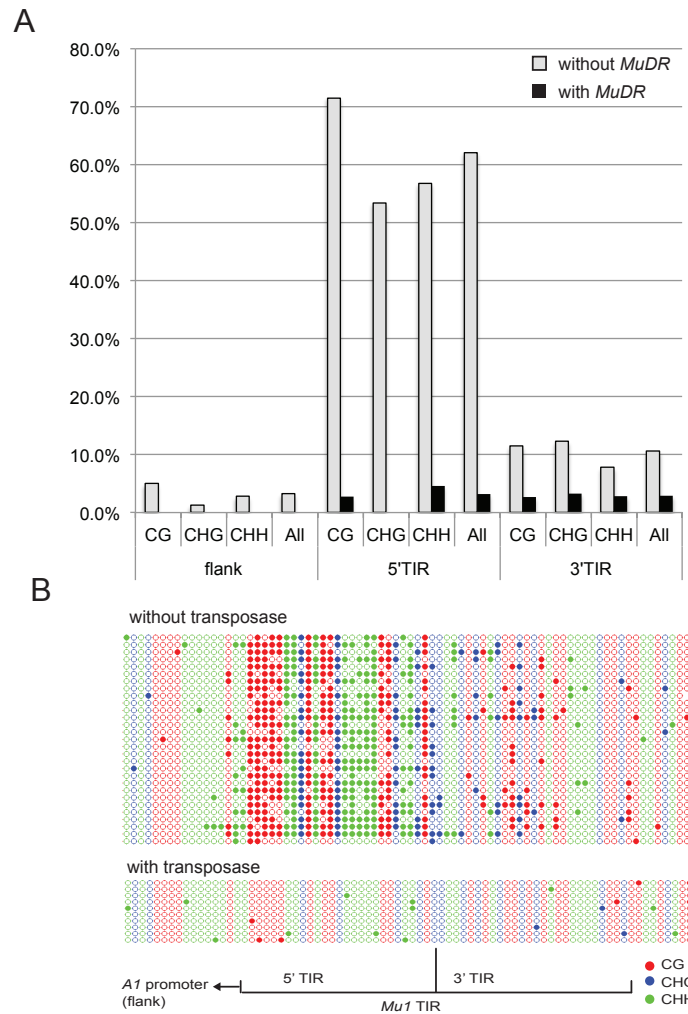 A
80.0%
without MuDR
70.0%
with MuDR
60.0%
50.0%
40.0%
30.0%
20.0%
10.0%
0.0%
CG CHG CHH All CG CHG CHH All CG CHG CHH All
flank 5'TIR 3'TIR
B
without transposase
with transposase
5' TIR 3' TIR
A1 promoter
(flank)
Mu1 TIR
CG
CHG
CHH